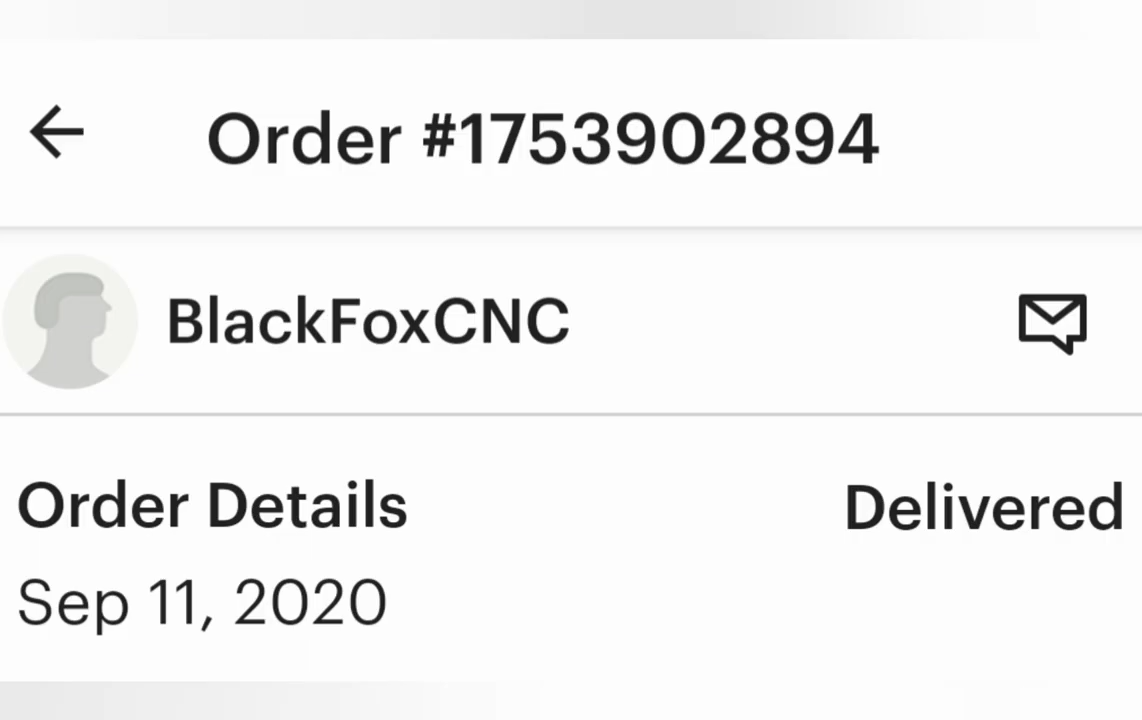 Order #1753902894
BlackFoxCNC
Order Details
Delivered
Sep 11, 2020